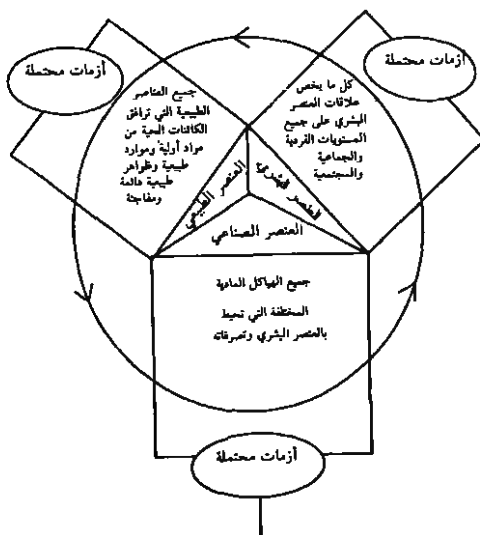 أزمات محتملة
كل ما يخص
علاقات العنصر
البشري على جميع
المستويات الفردية
والجماعية
والمجتمعية
أزمات محتملة
جميع العناصر
الطبيعية التي ترافق
الكائنات الحية من
مواد أولية وموارد
طبيعية وظواهر
طبيعية دائمة
ومفاجئة
العنصر البشري
العنصر الطبيعي
العنصر الصناعي
جميع الهياكل المادية
المختلفة التي تحيط
بالعنصر البشري وتصرفاته
أزمات محتملة